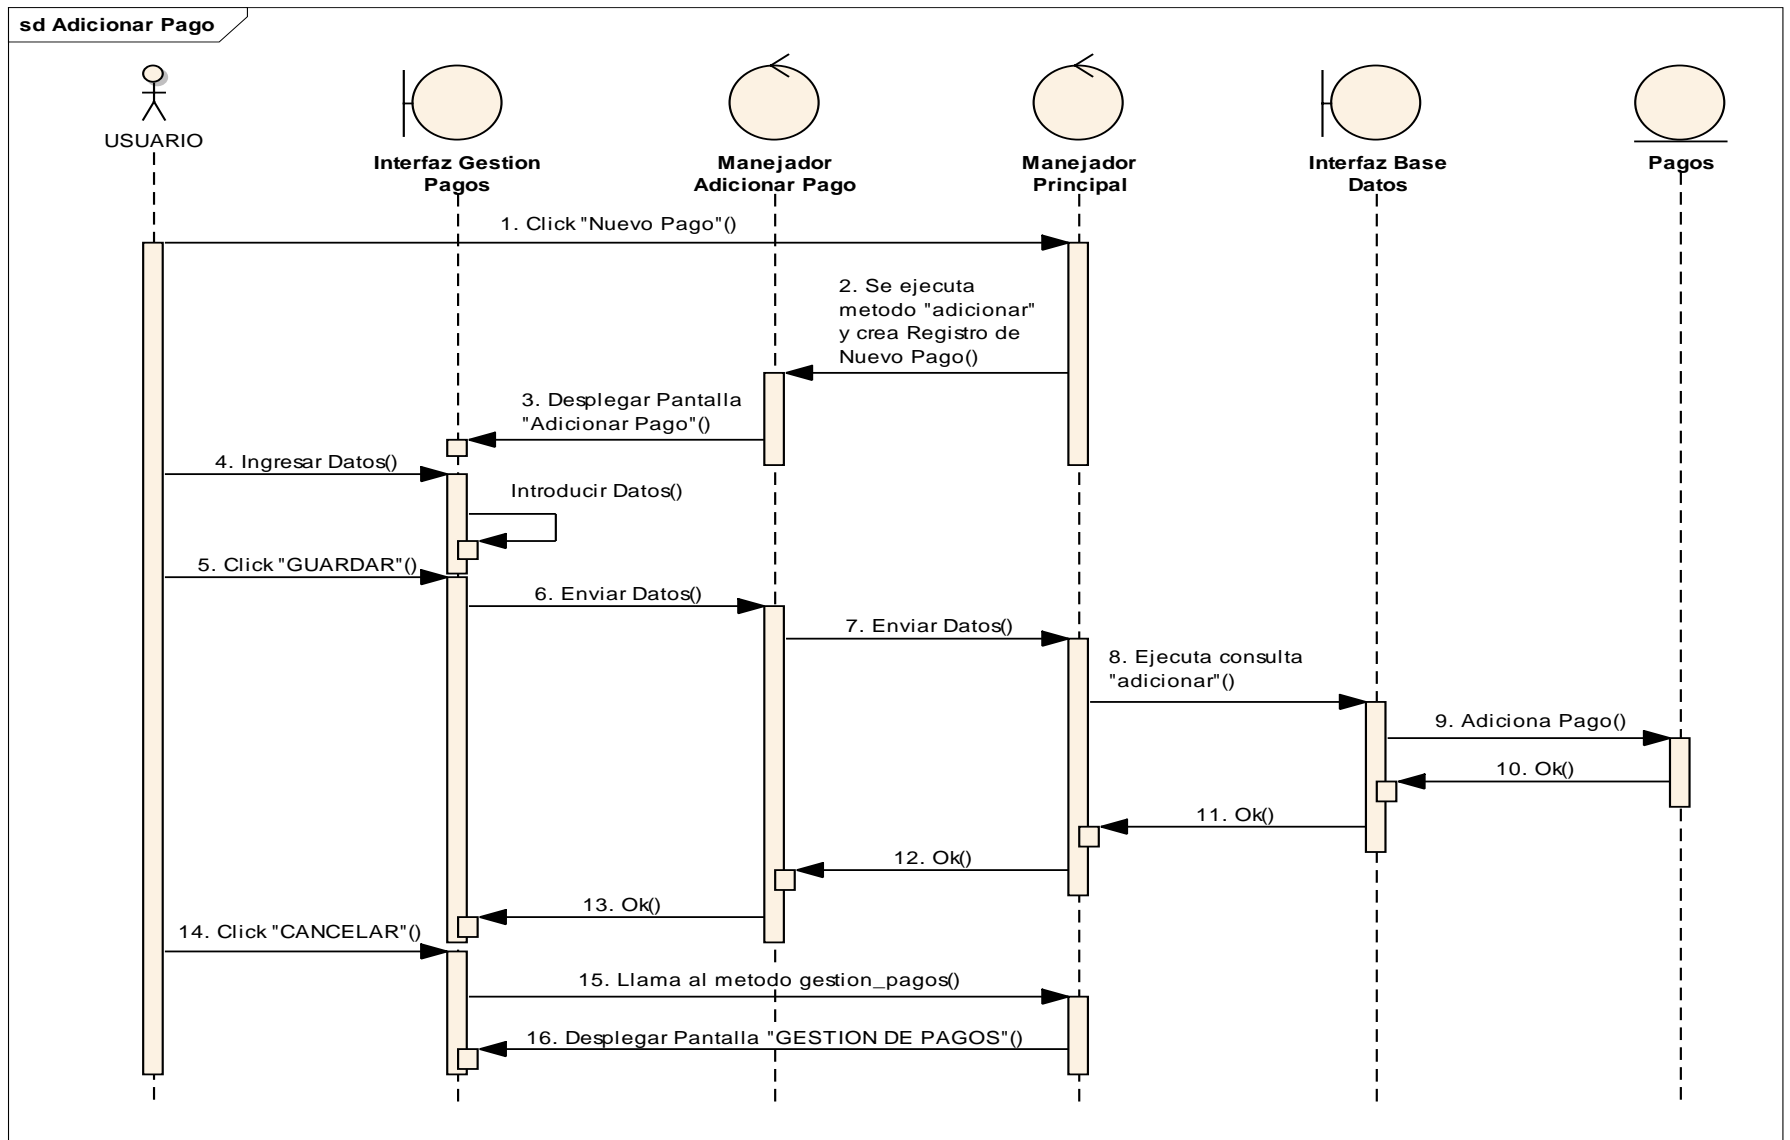 sd Adicionar Pago
USUARIO
Interfaz Gestion
Pagos
Manejador
Adicionar Pago
Manejador
Principal
Interfaz Base
Datos
Pagos
1. Click "Nuevo Pago"()
2. Se ejecuta
metodo "adicionar"
y crea Registro de
Nuevo Pago()
3. Desplegar Pantalla
"Adicionar Pago"()
4. Ingresar Datos()
Introducir Datos()
5. Click "GUARDAR"()
6. Enviar Datos()
7. Enviar Datos()
8. Ejecuta consulta
"adicionar"()
9. Adiciona Pago()
10. Ok()
11. Ok()
12. Ok()
13. Ok()
14. Click "CANCELAR"()
15. Llama al metodo gestion_pagos()
16. Desplegar Pantalla "GESTION DE PAGOS"()